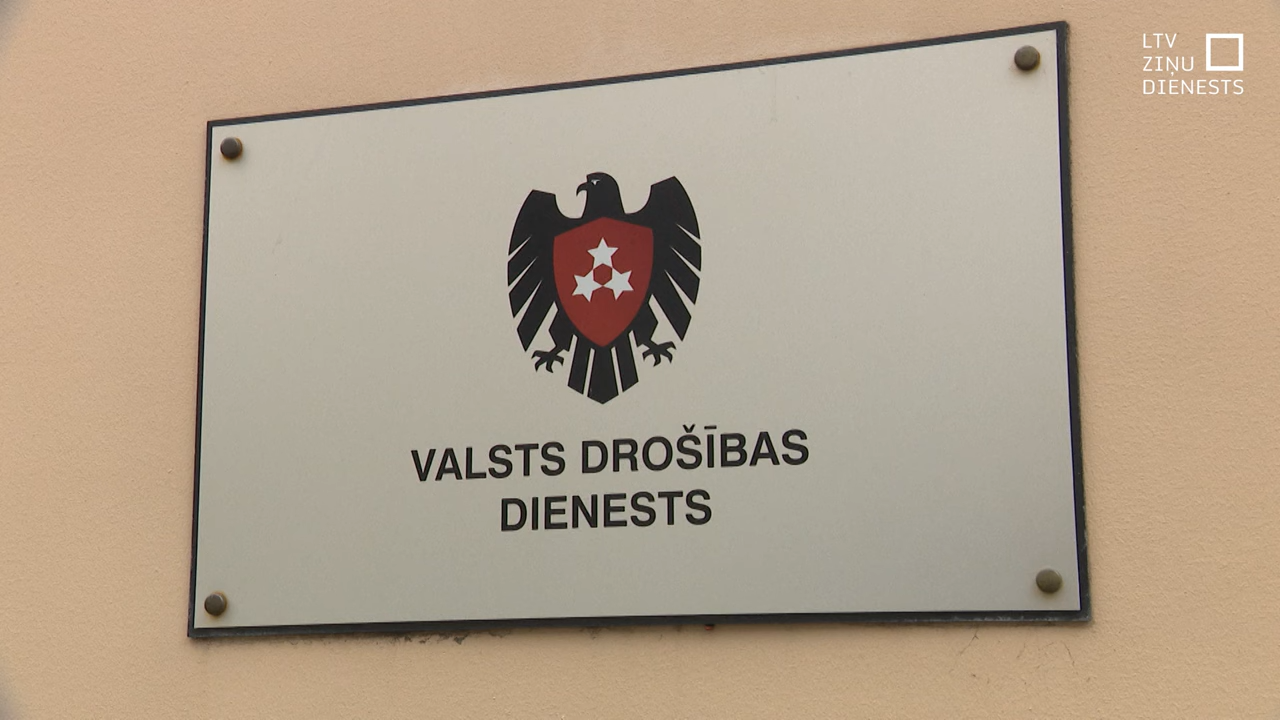 LTV
ZIŅU
DIENESTS
VALSTS DROŠĪBAS
DIENESTS